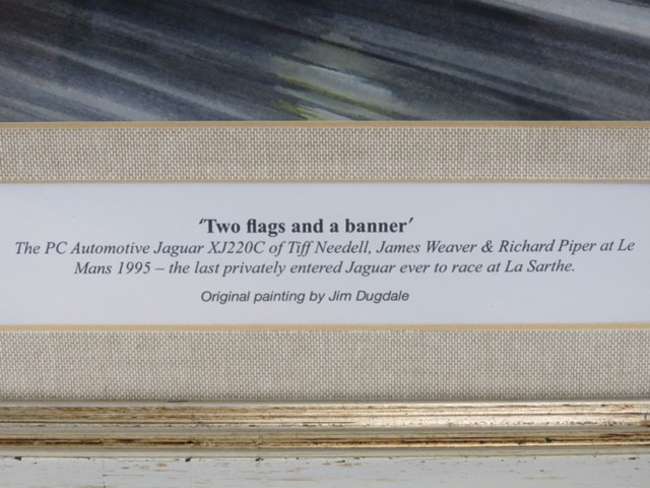 ‘Two flags and a banner’
The PC Automotive Jaguar XJ220C of Tiff Needell, James Weaver & Richard Piper at Le
Mans 1995 – the last privately entered Jaguar ever to race at La Sarthe.
Original painting by Jim Dugdale